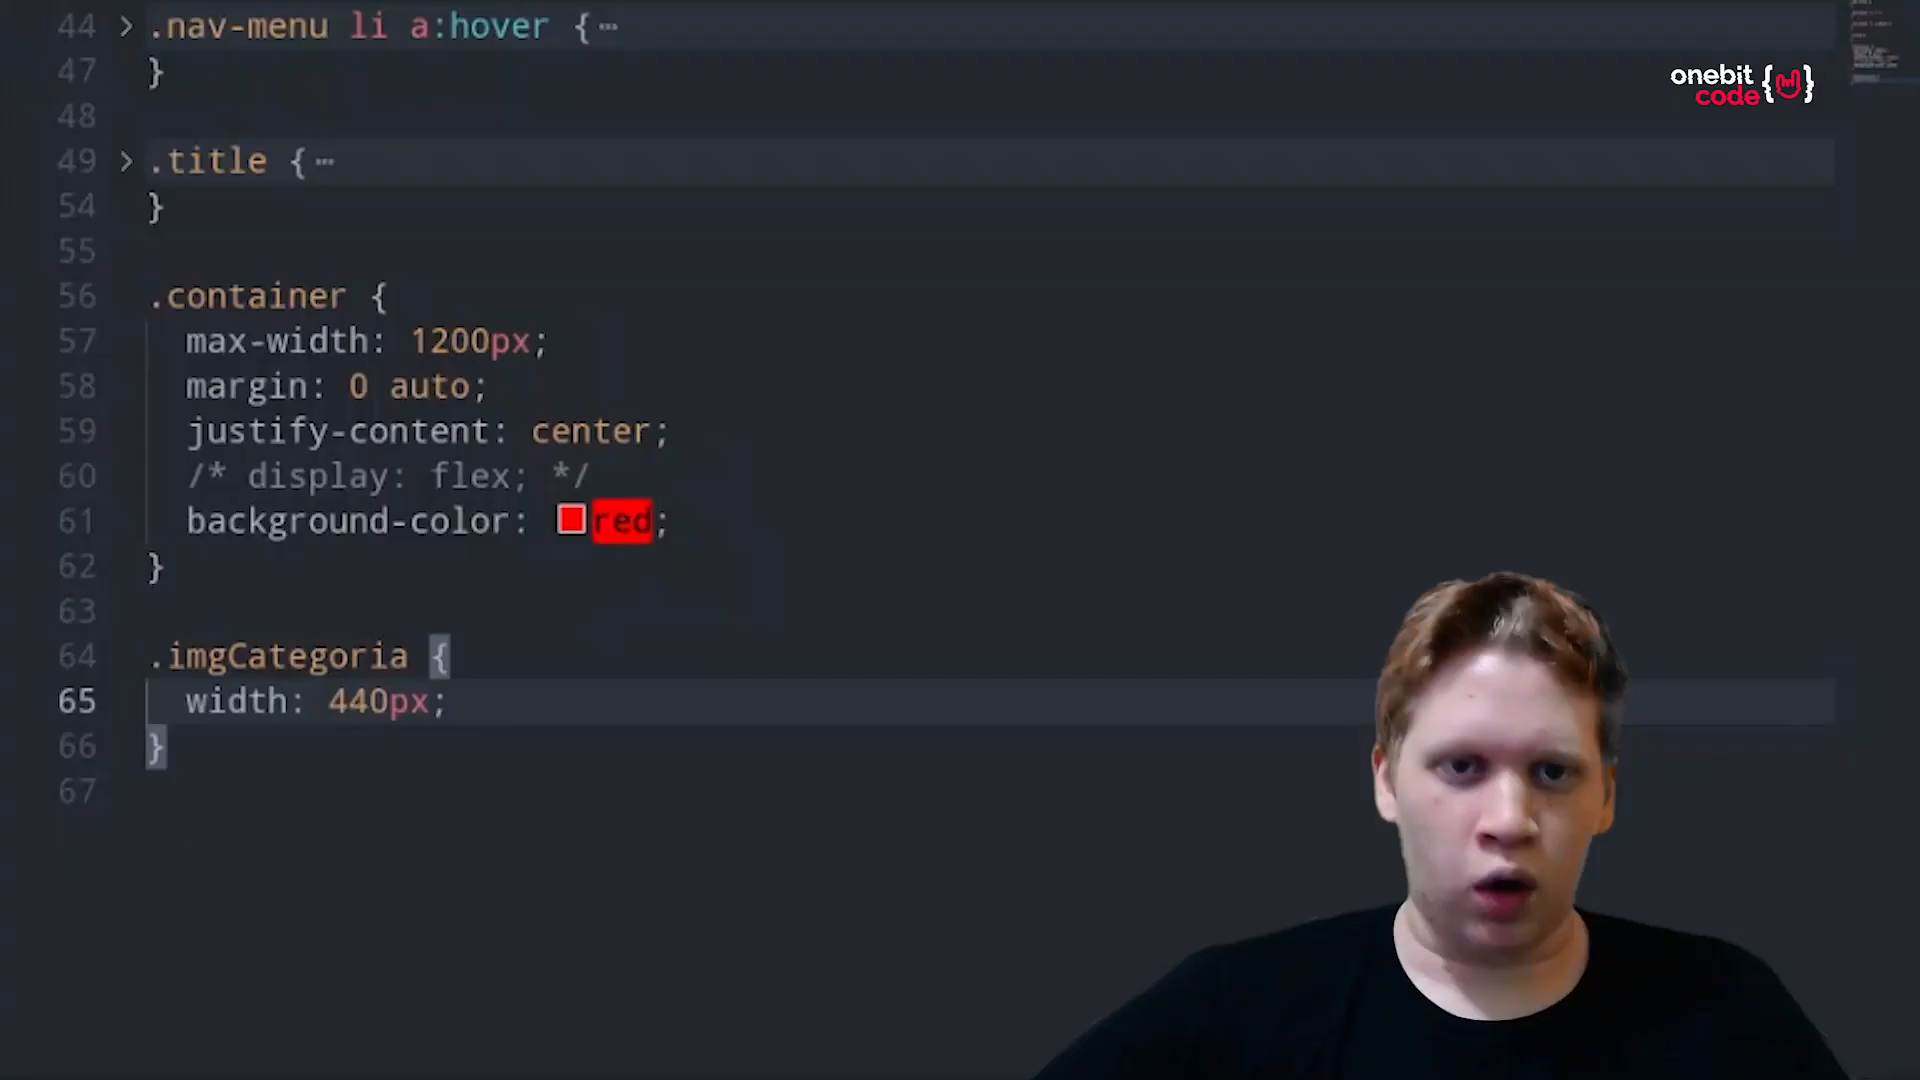 44 > .nav-menu li a:hover {⋯
47 }
48
49 > .title {⋯
54 }
55
56 .container {
57 max-width: 1200px;
58 margin: 0 auto;
59 justify-content: center;
60 /* display: flex; */
61 background-color: red;
62 }
63
64 .imgCategoria {
65 width: 440px;
66 }
67
onebit
code